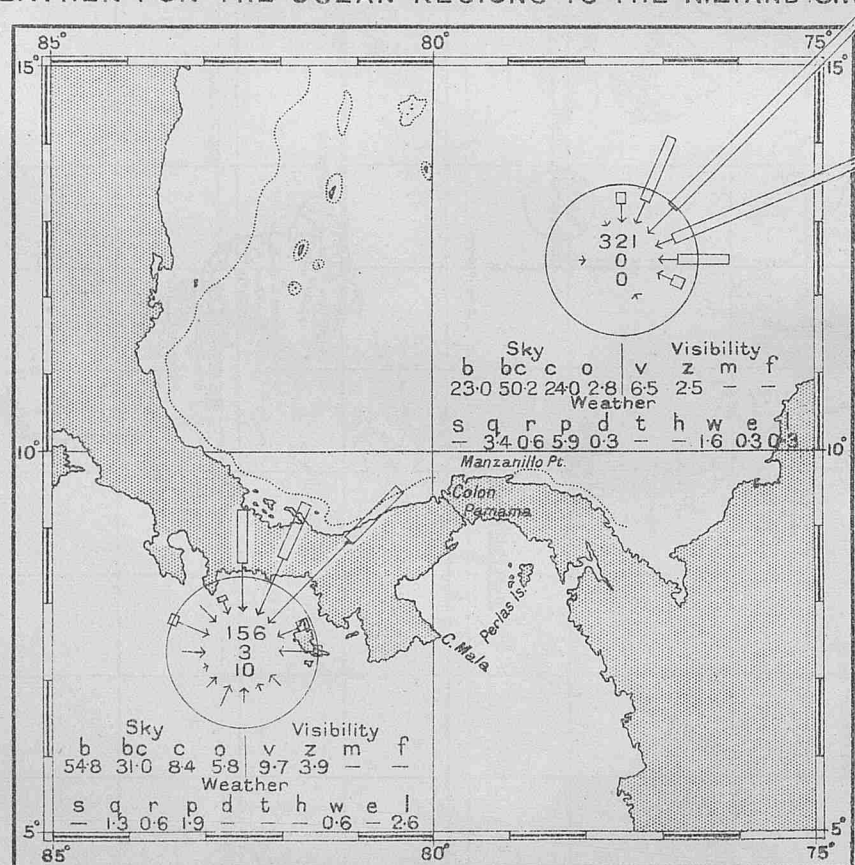 FOR THE OCEAN REGIONS TO THE
85° 80° 75°
15° 15°
321
0
0
Sky Visibility
b bc c o v z m f
23·0 50·2 24·0 2·8 6·5 2·5 — —
Weather
s q r p d t h w e l
— 3·4 0·6 5·9 0·3 — — 1·6 0·3 0·3
10° 10°
Manzanillo Pt.
Colon
Panama
Perlas Is.
C. Mala
156
3
10
Sky Visibility
b bc c o v z m f
54·8 31·0 8·4 5·8 9·7 3·9 — —
Weather
s q r p d t h w e l
— 1·3 0·6 1·9 — — — 0·6 — 2·6
5° 5°
85° 80° 75°